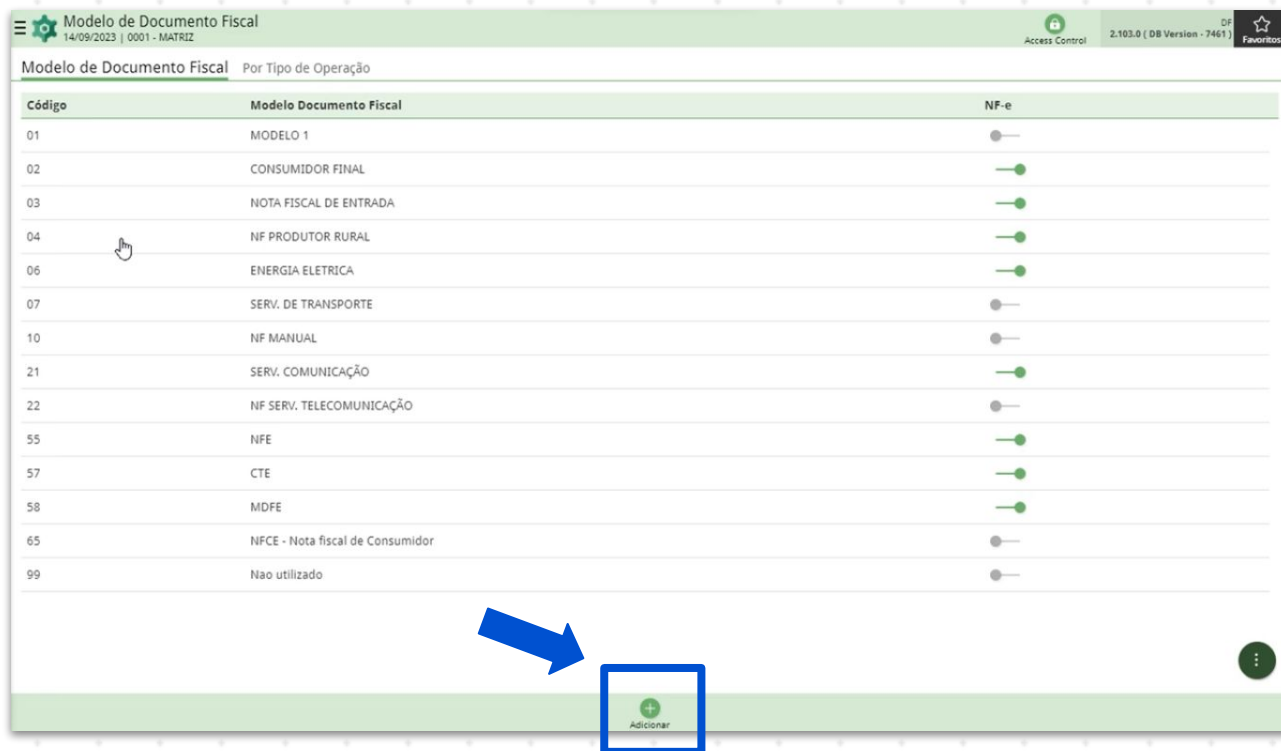 Modelo de Documento Fiscal
14/09/2023 | 0001 - MATRIZ
Access Control
DF
2.103.0 ( DB Version - 7461 )
Favoritos
Modelo de Documento Fiscal Por Tipo de Operação
Código Modelo Documento Fiscal NF-e
01 MODELO 1
02 CONSUMIDOR FINAL
03 NOTA FISCAL DE ENTRADA
04 NF PRODUTOR RURAL
06 ENERGIA ELETRICA
07 SERV. DE TRANSPORTE
10 NF MANUAL
21 SERV. COMUNICAÇÃO
22 NF SERV. TELECOMUNICAÇÃO
55 NFE
57 CTE
58 MDFE
65 NFCE - Nota fiscal de Consumidor
99 Nao utilizado
Adicionar